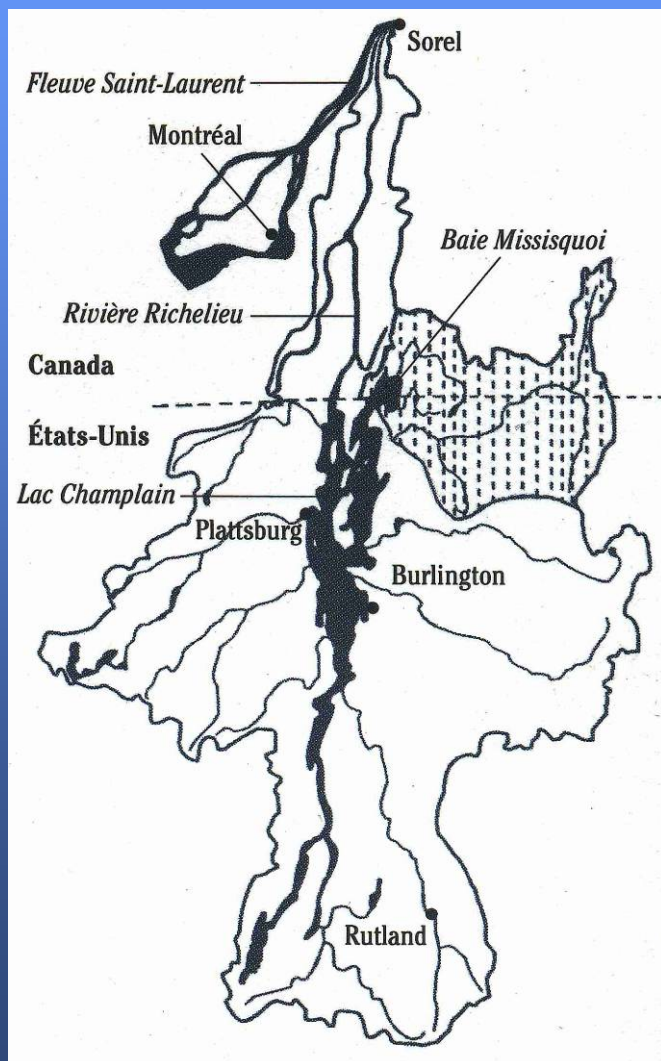 Sorel
Fleuve Saint-Laurent
Montréal
Baie Missisquoi
Rivière Richelieu
Canada
États-Unis
Lac Champlain
Plattsburg
Burlington
Rutland